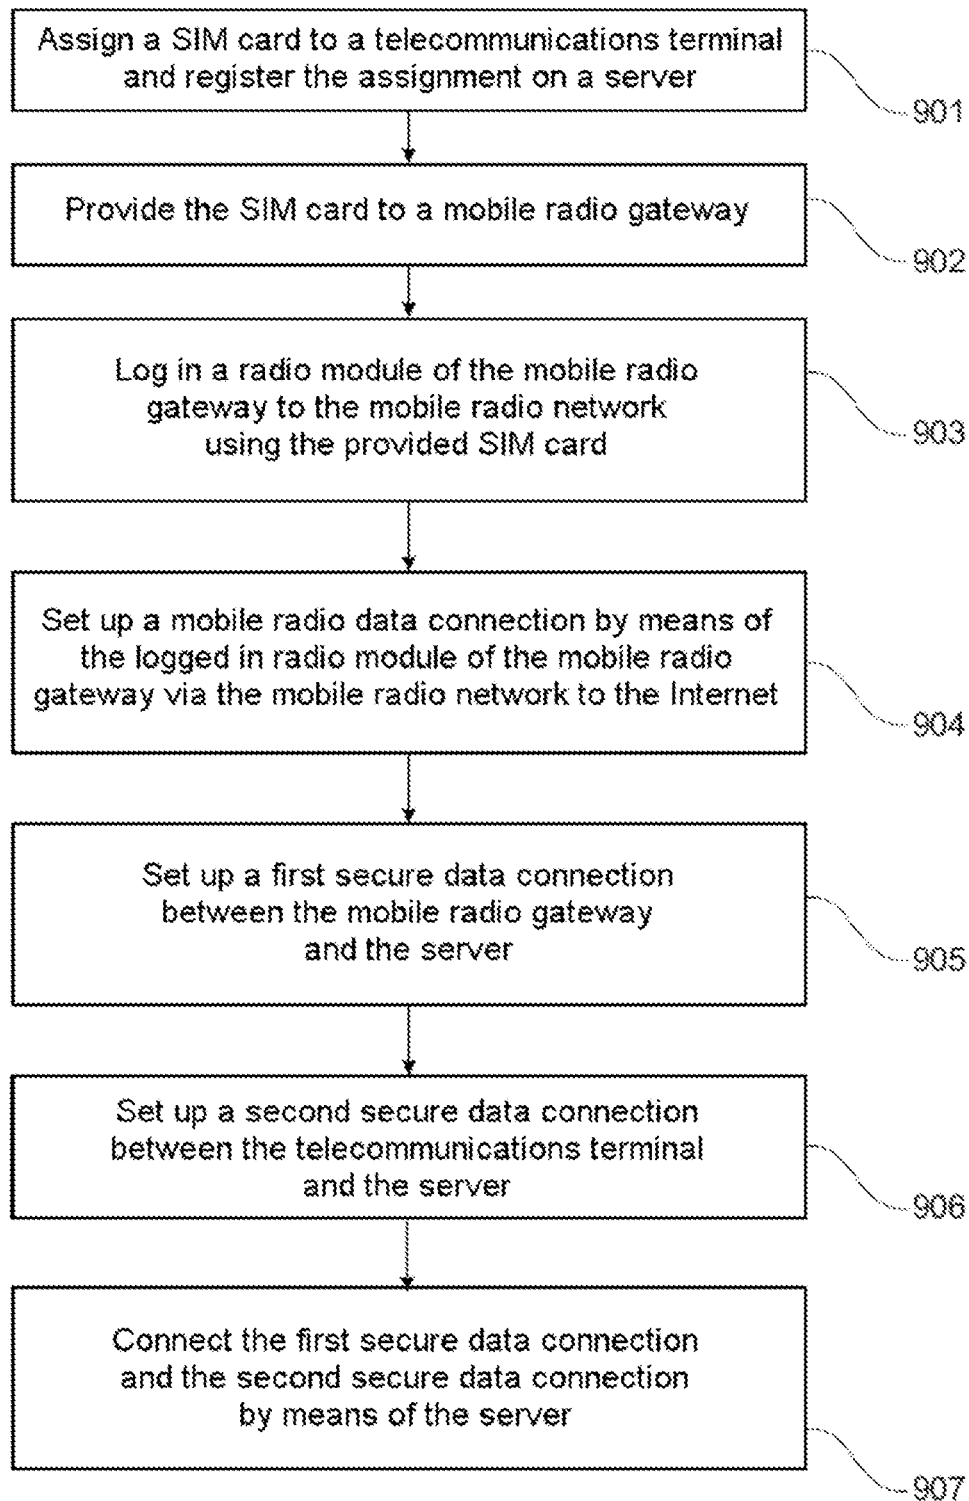 Assign a SIM card to a telecommunications terminal
and register the assignment on a server
901
Provide the SIM card to a mobile radio gateway
902
Log in a radio module of the mobile radio
gateway to the mobile radio network
using the provided SIM card
903
Set up a mobile radio data connection by means of
the logged in radio module of the mobile radio
gateway via the mobile radio network to the Internet
904
Set up a first secure data connection
between the mobile radio gateway
and the server
905
Set up a second secure data connection
between the telecommunications terminal
and the server
906
Connect the first secure data connection
and the second secure data connection
by means of the server
907